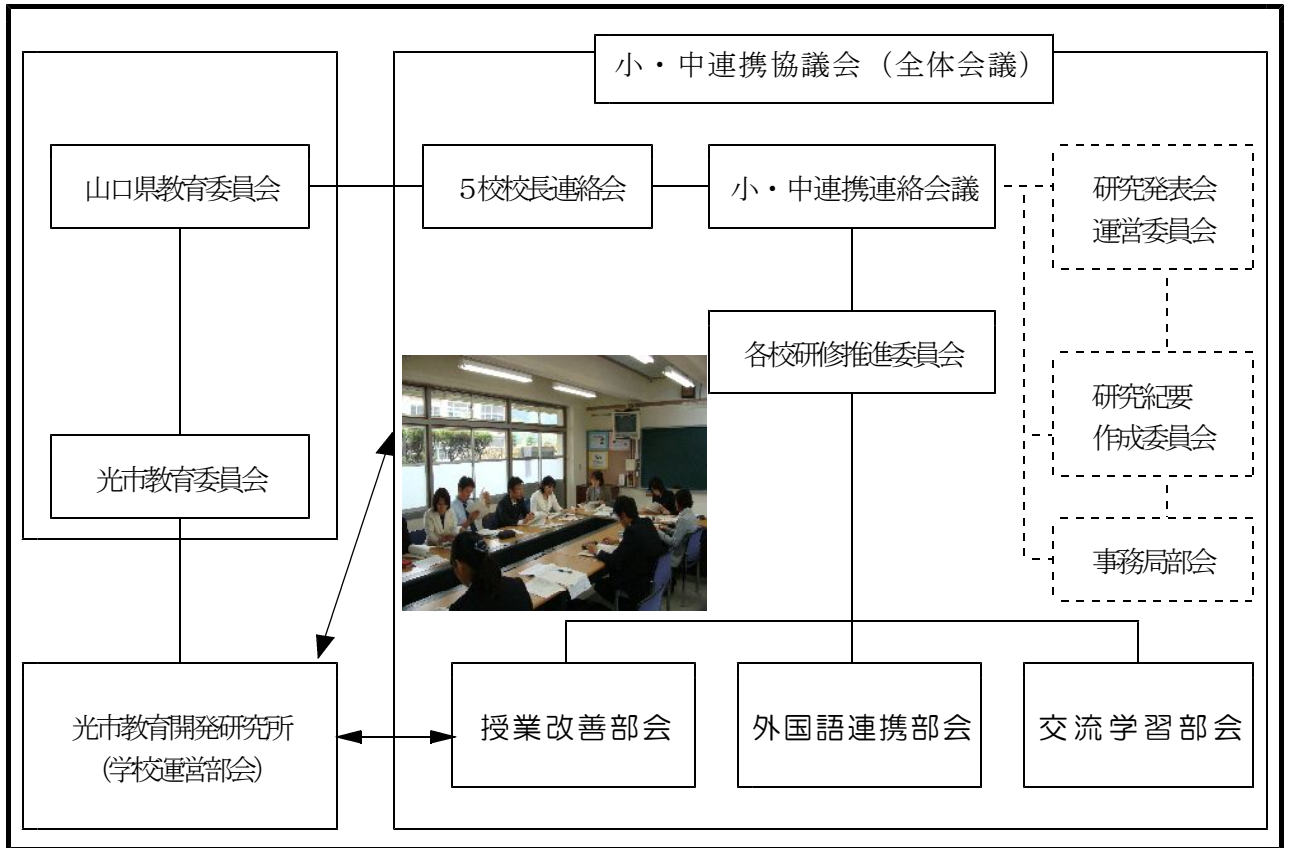 小・中連携協議会（全体会議）
山口県教育委員会
５校校長連絡会
小・中連携連絡会議
研究発表会
運営委員会
各校研修推進委員会
研究紀要
作成委員会
光市教育委員会
事務局部会
光市教育開発研究所
(学校運営部会)
授業改善部会
外国語連携部会
交流学習部会